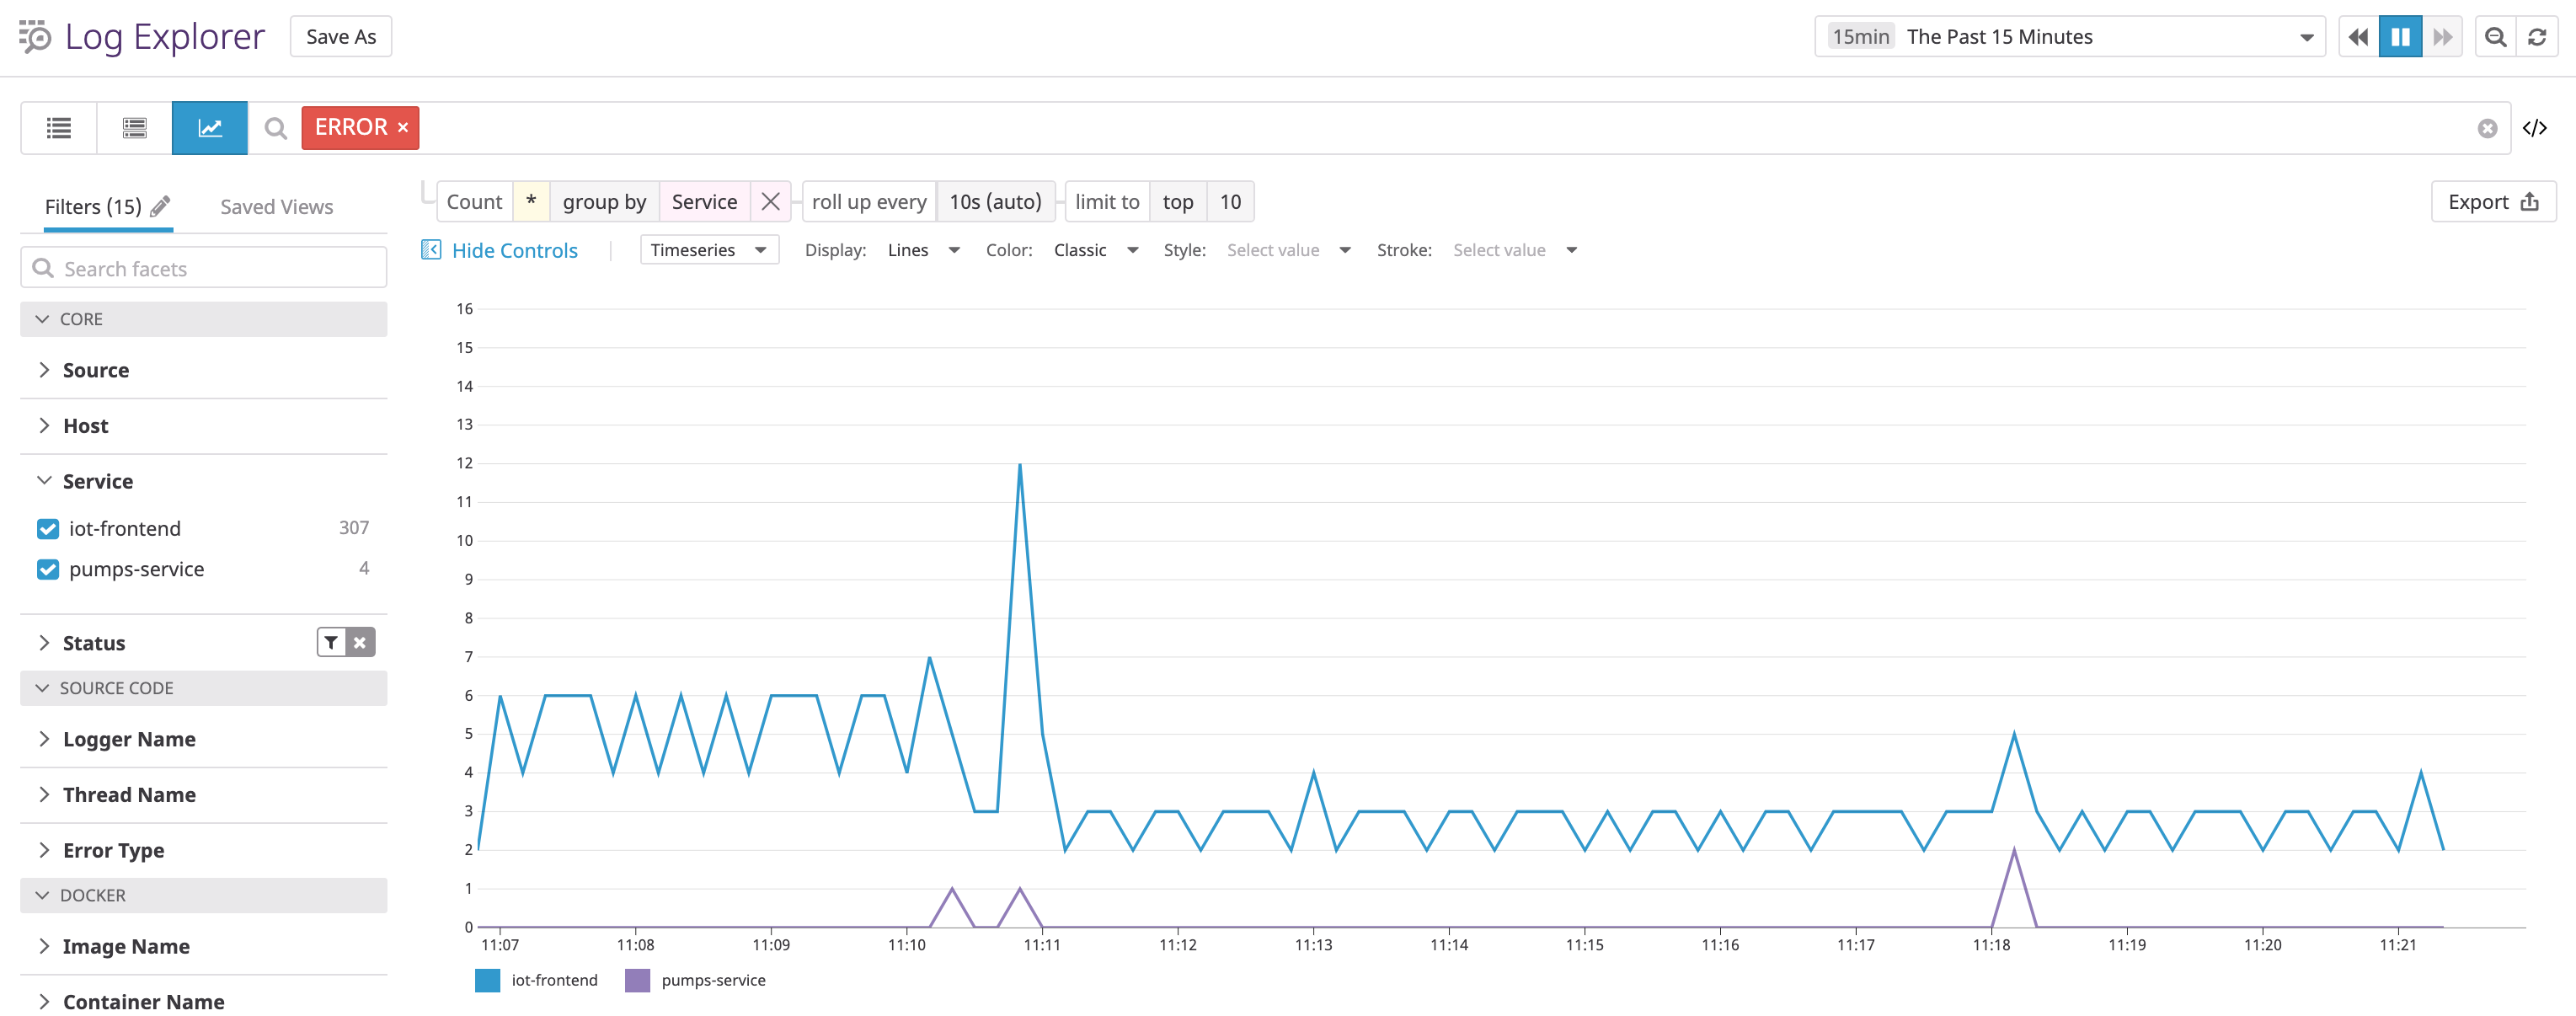 Log Explorer Save As 15min The Past 15 Minutes
ERROR × </>
Filters (15) Saved Views
Count * group by Service roll up every 10s (auto) limit to top 10 Export
Hide Controls Timeseries Display: Lines Color: Classic Style: Select value Stroke: Select value
Search facets
CORE
Source
Host
Service
iot-frontend 307
pumps-service 4
Status
SOURCE CODE
Logger Name
Thread Name
Error Type
DOCKER
Image Name
Container Name
16
15
14
13
12
11
10
9
8
7
6
5
4
3
2
1
0
11:07 11:08 11:09 11:10 11:11 11:12 11:13 11:14 11:15 11:16 11:17 11:18 11:19 11:20 11:21
iot-frontend pumps-service